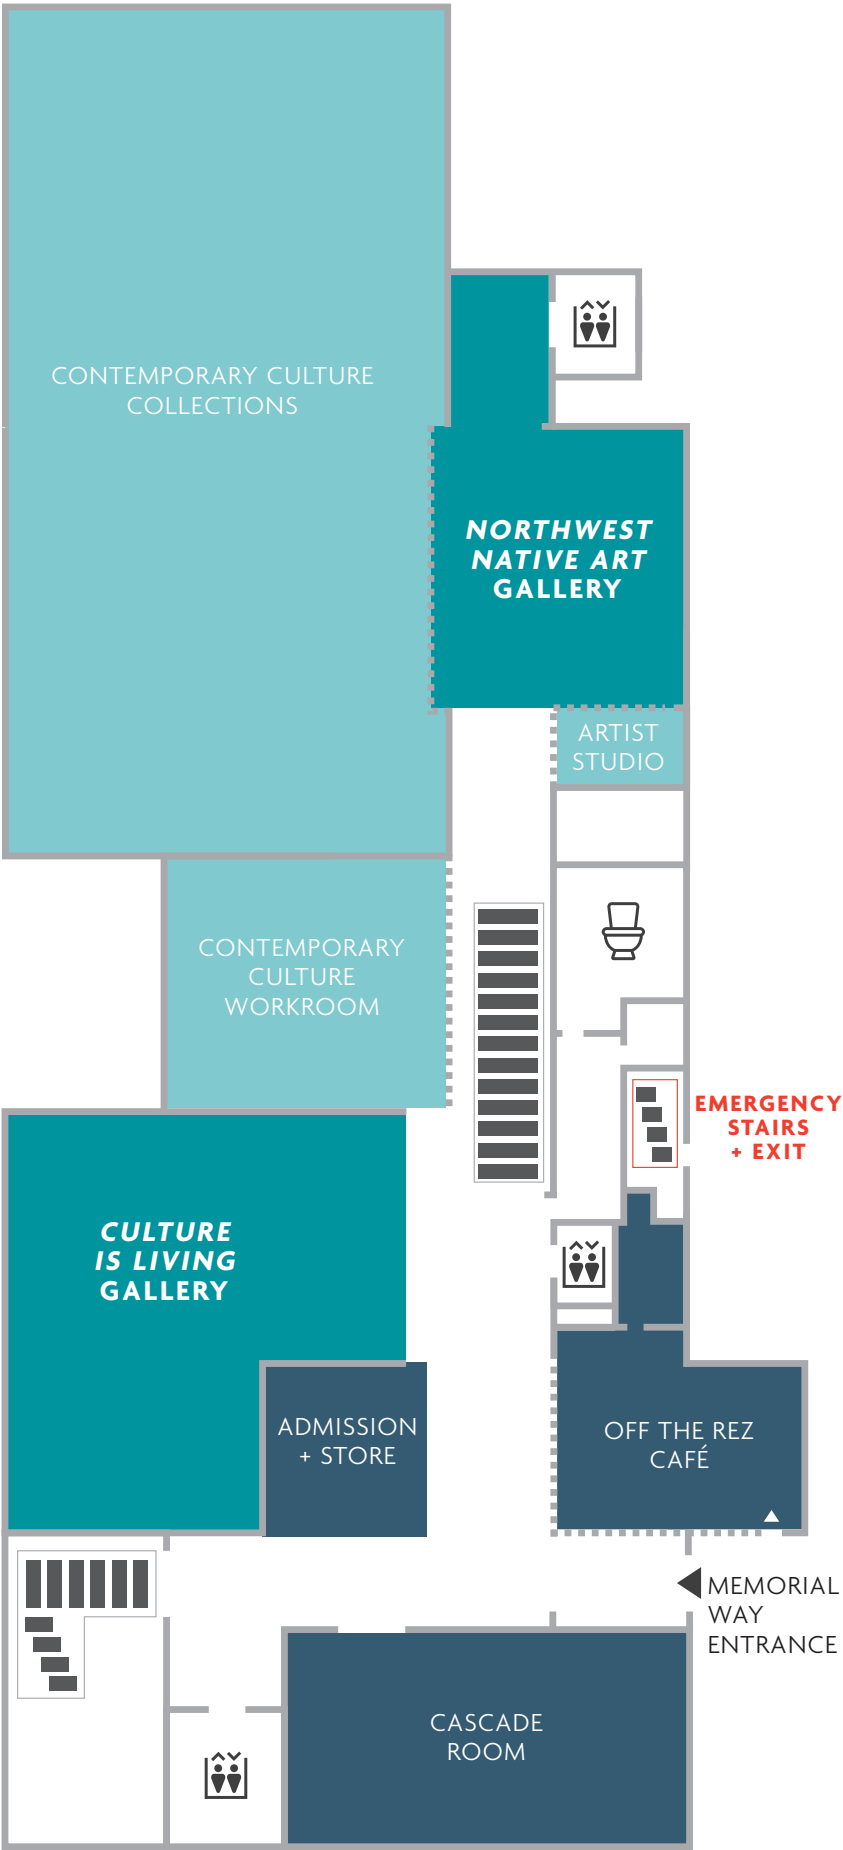 CONTEMPORARY CULTURE
COLLECTIONS
NORTHWEST
NATIVE ART
GALLERY
ARTIST
STUDIO
CONTEMPORARY
CULTURE
WORKROOM
EMERGENCY
STAIRS
+ EXIT
CULTURE
IS LIVING
GALLERY
ADMISSION
+ STORE
OFF THE REZ
CAFÉ
MEMORIAL
WAY
ENTRANCE
CASCADE
ROOM